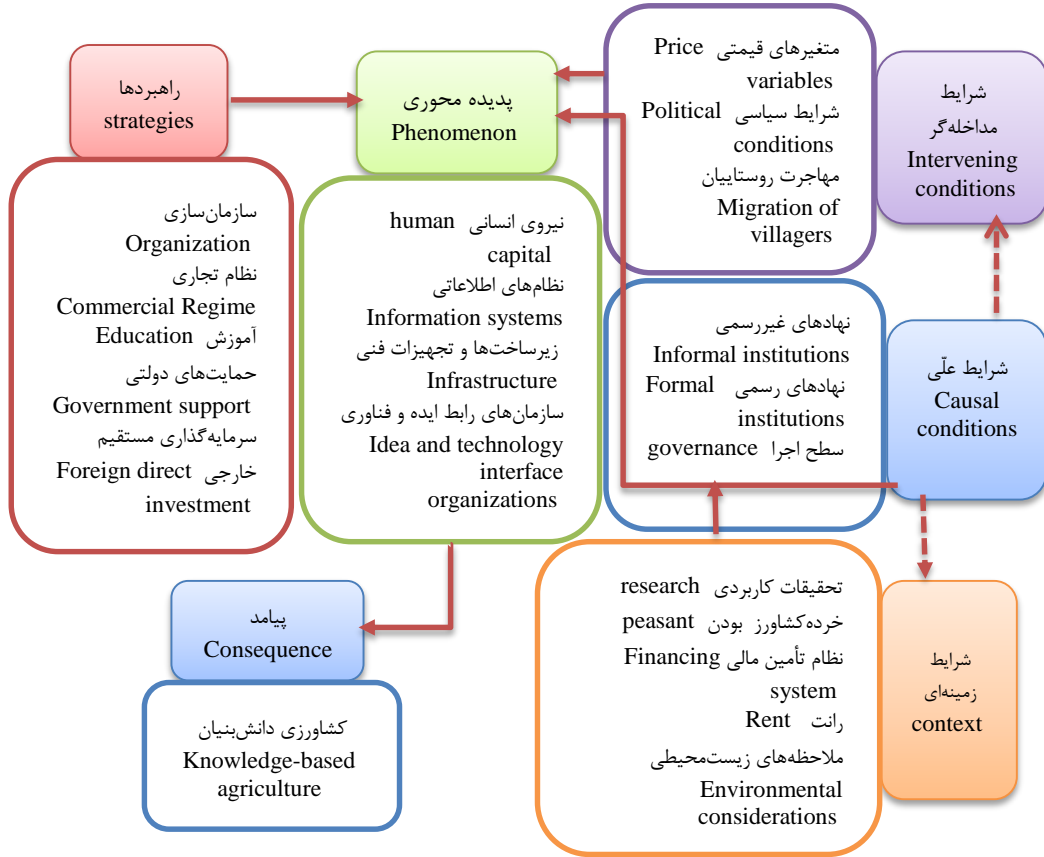 راهبردها
strategies
سازمان‌سازی
Organization
نظام تجاری
Commercial Regime
آموزش Education
حمایت‌های دولتی
Government support
سرمایه‌گذاری مستقیم
خارجی Foreign direct
investment
پدیده محوری
Phenomenon
نیروی انسانی human
capital
نظام‌های اطلاعاتی
Information systems
زیرساخت‌ها و تجهیزات فنی
Infrastructure
سازمان‌های رابط ایده و فناوری
Idea and technology
interface
organizations
متغیرهای قیمتی Price
variables
شرایط سیاسی Political
conditions
مهاجرت روستاییان
Migration of
villagers
شرایط
مداخله‌گر
Intervening
conditions
نهادهای غیررسمی
Informal institutions
نهادهای رسمی Formal
institutions
سطح اجرا governance
شرایط علّی
Causal
conditions
تحقیقات کاربردی research
خرده‌کشاورز بودن peasant
نظام تأمین مالی Financing
system
رانت Rent
ملاحظه‌های زیست‌محیطی
Environmental
considerations
شرایط
زمینه‌ای
context
پیامد
Consequence
کشاورزی دانش‌بنیان
Knowledge-based
agriculture